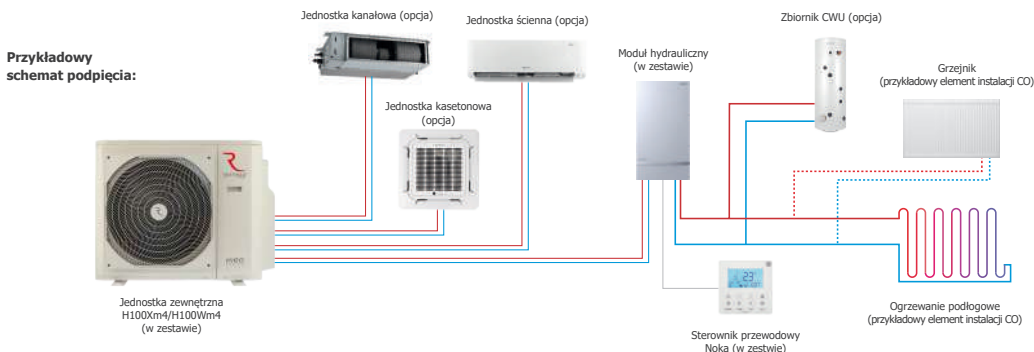 Przykładowy
schemat podpięcia:
Jednostka kanałowa (opcja)
Jednostka ścienna (opcja)
Jednostka kasetonowa
(opcja)
Moduł hydrauliczny
(w zestawie)
Zbiornik CWU (opcja)
Grzejnik
(przykładowy element instalacji CO)
Jednostka zewnętrzna
H100Xm4/H100Wm4
(w zestawie)
Sterownik przewodowy
Noka (w zestwie)
Ogrzewanie podłogowe
(przykładowy element instalacji CO)